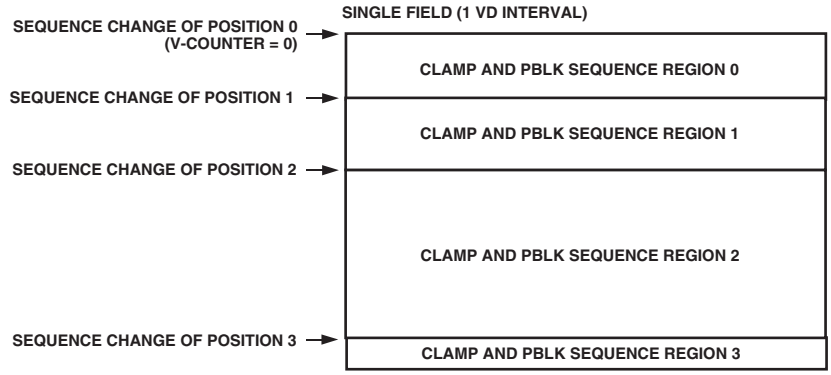 SINGLE FIELD (1 VD INTERVAL)
SEQUENCE CHANGE OF POSITION 0
(V-COUNTER = 0)
CLAMP AND PBLK SEQUENCE REGION 0
SEQUENCE CHANGE OF POSITION 1
CLAMP AND PBLK SEQUENCE REGION 1
SEQUENCE CHANGE OF POSITION 2
CLAMP AND PBLK SEQUENCE REGION 2
SEQUENCE CHANGE OF POSITION 3
CLAMP AND PBLK SEQUENCE REGION 3